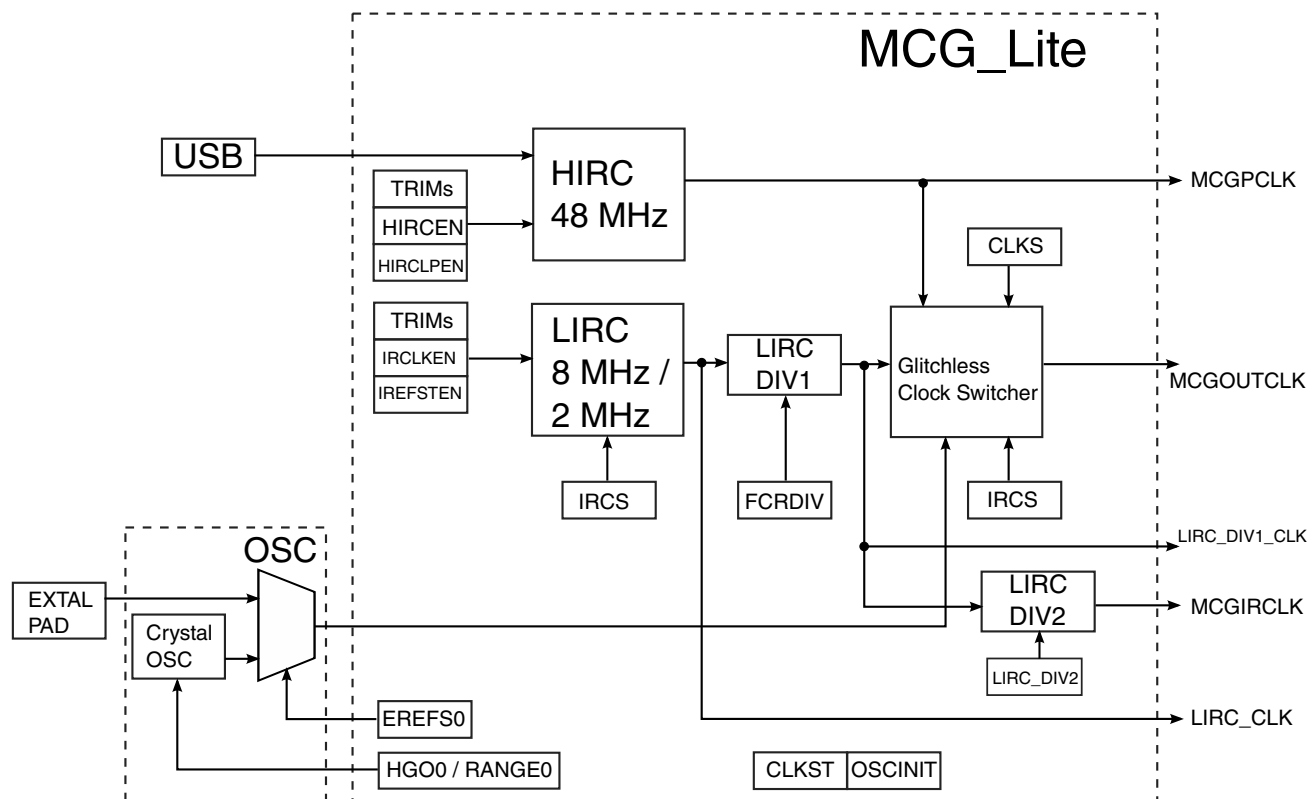 MCG_Lite
USB
HIRC
48 MHz
TRIMs
HIRCEN
HIRCLPEN
MCGPCLK
CLKS
TRIMs
IRCLKEN
IREFSTEN
LIRC
8 MHz /
2 MHz
LIRC
DIV1
Glitchless
Clock Switcher
MCGOUTCLK
IRCS
FCRDIV
IRCS
OSC
LIRC_DIV1_CLK
EXTAL
PAD
Crystal
OSC
LIRC
DIV2
MCGIRCLK
LIRC_DIV2
EREFS0
LIRC_CLK
HGO0 / RANGE0
CLKST
OSCINIT